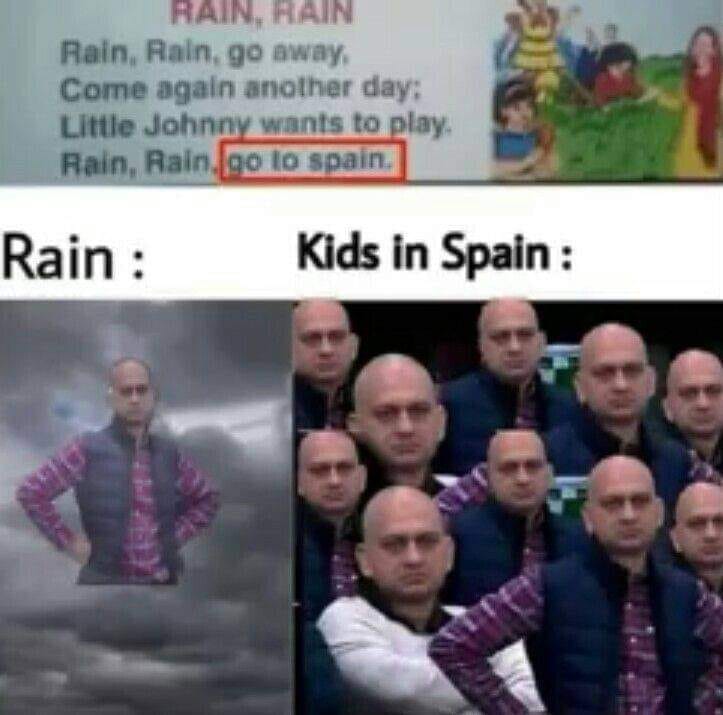 RAIN, RAIN
Rain, Rain, go away,
Come again another day;
Little Johnny wants to play.
Rain, Rain, go to spain.
Rain :
Kids in Spain :